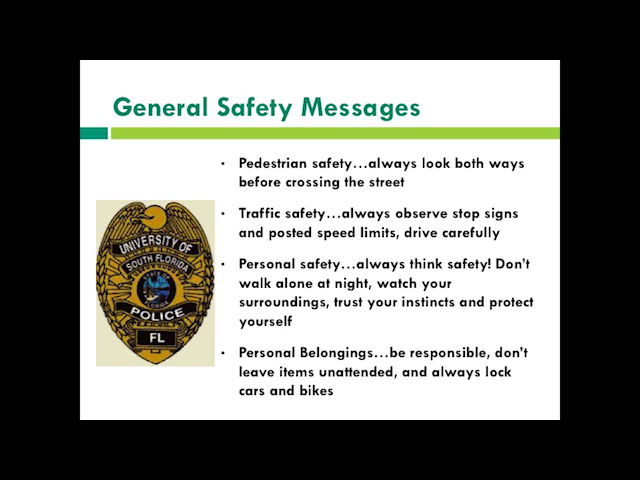 General Safety Messages
• Pedestrian safety…always look both ways
before crossing the street
• Traffic safety…always observe stop signs
and posted speed limits, drive carefully
• Personal safety…always think safety! Don't
walk alone at night, watch your
surroundings, trust your instincts and protect
yourself
• Personal Belongings…be responsible, don't
leave items unattended, and always lock
cars and bikes
UNIVERSITY OF
SOUTH FLORIDA
POLICE
FL